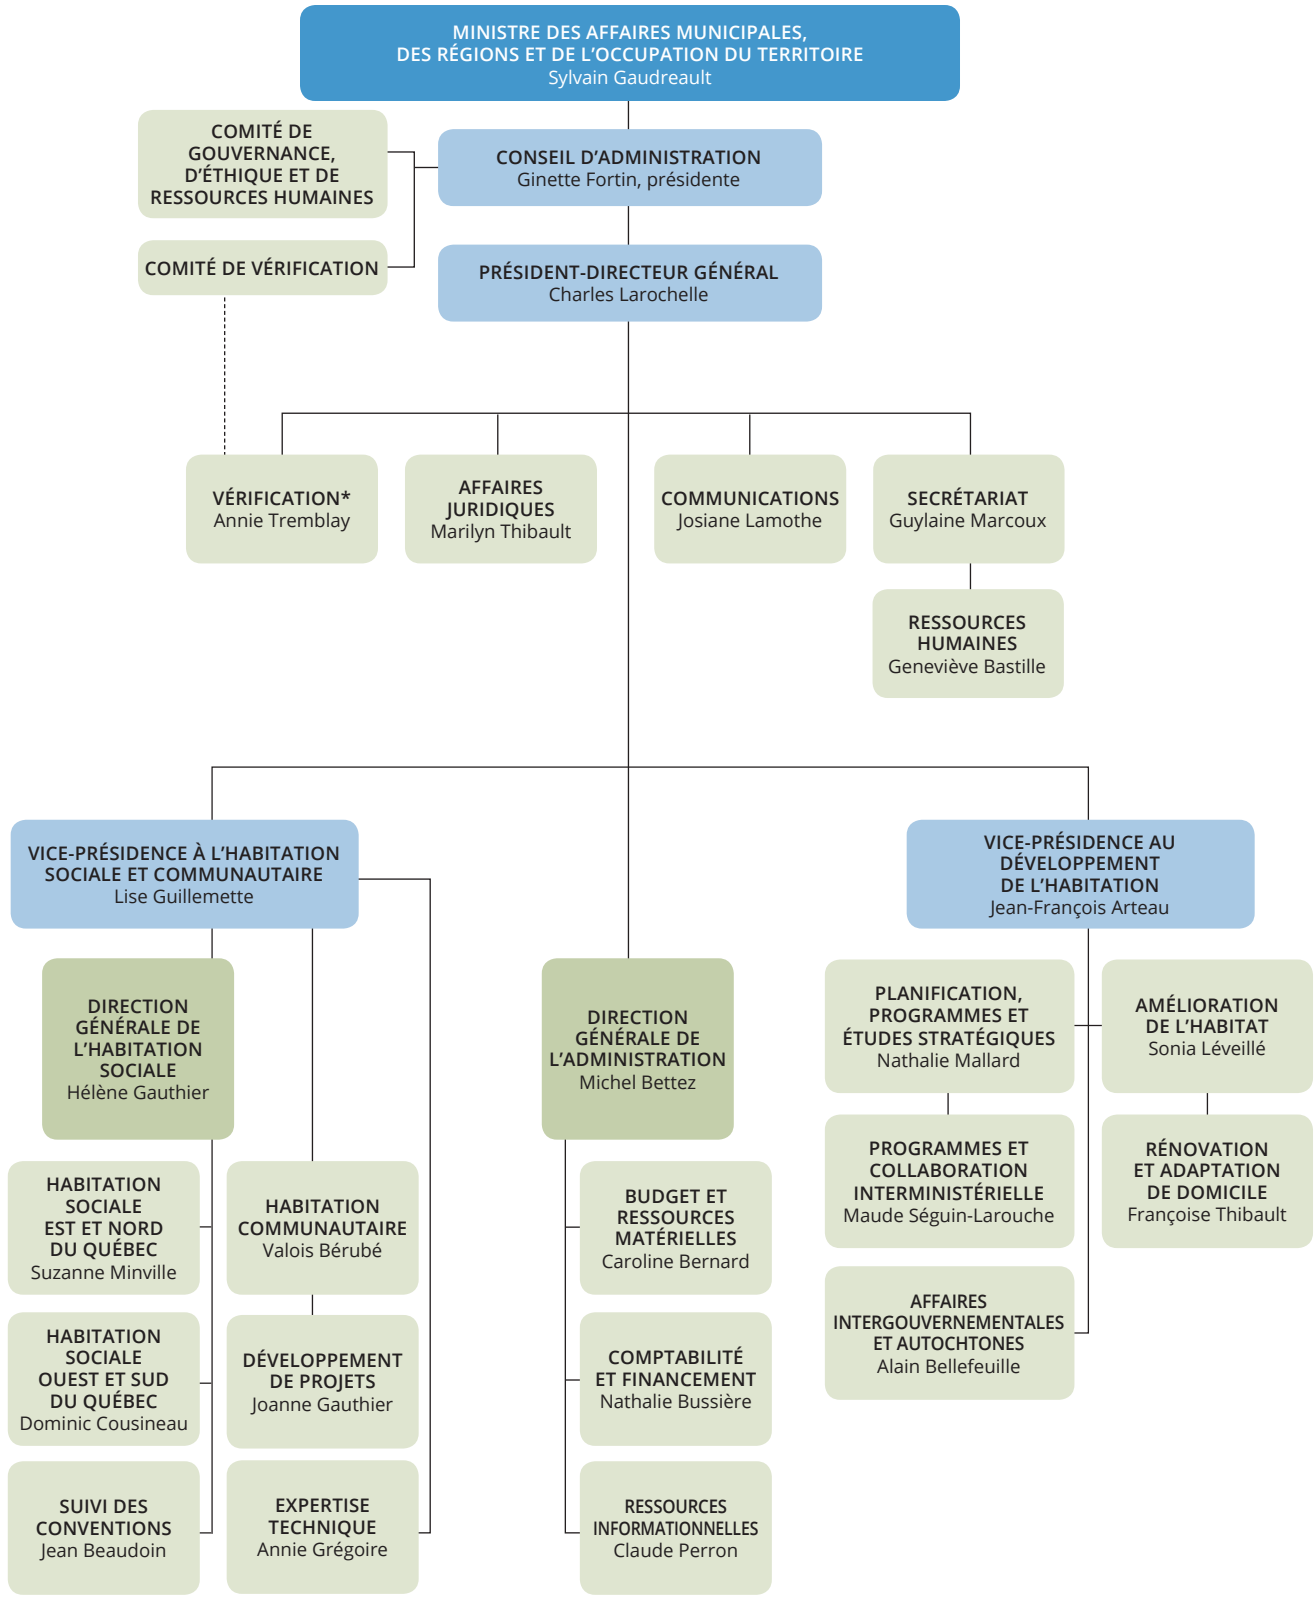 MINISTRE DES AFFAIRES MUNICIPALES,
DES RÉGIONS ET DE L'OCCUPATION DU TERRITOIRE
Sylvain Gaudreault
COMITÉ DE
GOUVERNANCE,
D'ÉTHIQUE ET DE
RESSOURCES HUMAINES
CONSEIL D'ADMINISTRATION
Ginette Fortin, présidente
COMITÉ DE VÉRIFICATION
PRÉSIDENT-DIRECTEUR GÉNÉRAL
Charles Larochelle
VÉRIFICATION*
Annie Tremblay
AFFAIRES
JURIDIQUES
Marilyn Thibault
COMMUNICATIONS
Josiane Lamothe
SECRÉTARIAT
Guylaine Marcoux
RESSOURCES
HUMAINES
Geneviève Bastille
VICE-PRÉSIDENCE À L'HABITATION
SOCIALE ET COMMUNAUTAIRE
Lise Guillemette
VICE-PRÉSIDENCE AU
DÉVELOPPEMENT
DE L'HABITATION
Jean-François Arteau
DIRECTION
GÉNÉRALE DE
L'HABITATION
SOCIALE
Hélène Gauthier
DIRECTION
GÉNÉRALE DE
L'ADMINISTRATION
Michel Bettez
PLANIFICATION,
PROGRAMMES ET
ÉTUDES STRATÉGIQUES
Nathalie Mallard
AMÉLIORATION
DE L'HABITAT
Sonia Léveillé
HABITATION
SOCIALE
EST ET NORD
DU QUÉBEC
Suzanne Minville
HABITATION
COMMUNAUTAIRE
Valois Bérubé
BUDGET ET
RESSOURCES
MATÉRIELLES
Caroline Bernard
PROGRAMMES ET
COLLABORATION
INTERMINISTÉRIELLE
Maude Séguin-Larouche
RÉNOVATION
ET ADAPTATION
DE DOMICILE
Françoise Thibault
HABITATION
SOCIALE
OUEST ET SUD
DU QUÉBEC
Dominic Cousineau
DÉVELOPPEMENT
DE PROJETS
Joanne Gauthier
COMPTABILITÉ
ET FINANCEMENT
Nathalie Bussière
AFFAIRES
INTERGOUVERNEMENTALES
ET AUTOCHTONES
Alain Bellefeuille
SUIVI DES
CONVENTIONS
Jean Beaudoin
EXPERTISE
TECHNIQUE
Annie Grégoire
RESSOURCES
INFORMATIONNELLES
Claude Perron